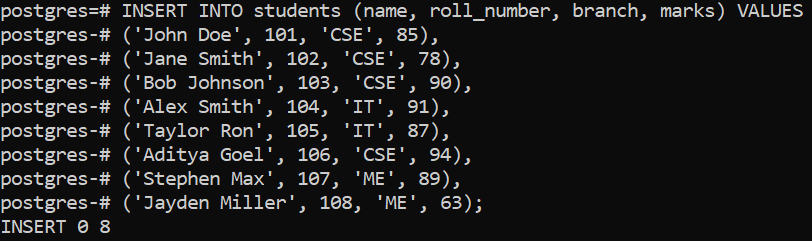 postgres=# INSERT INTO students (name, roll_number, branch, marks) VALUES
postgres-# ('John Doe', 101, 'CSE', 85),
postgres-# ('Jane Smith', 102, 'CSE', 78),
postgres-# ('Bob Johnson', 103, 'CSE', 90),
postgres-# ('Alex Smith', 104, 'IT', 91),
postgres-# ('Taylor Ron', 105, 'IT', 87),
postgres-# ('Aditya Goel', 106, 'CSE', 94),
postgres-# ('Stephen Max', 107, 'ME', 89),
postgres-# ('Jayden Miller', 108, 'ME', 63);
INSERT 0 8